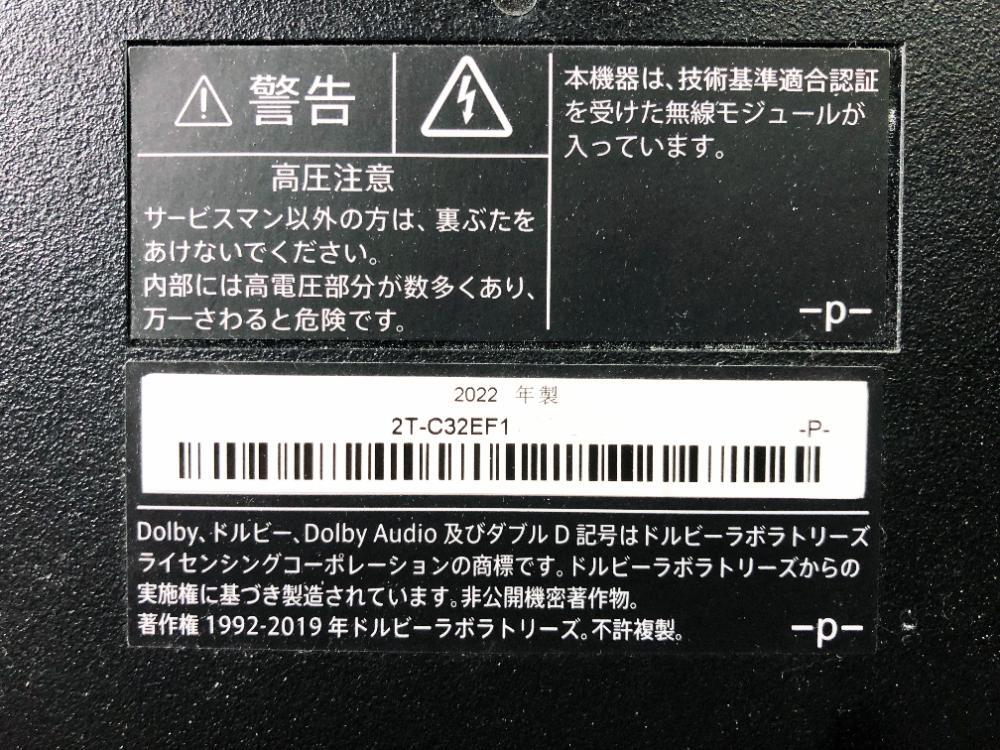 警告
高圧注意
サービスマン以外の方は、裏ぶたを
あけないでください。
内部には高電圧部分が数多くあり、
万一さわると危険です。
本機器は、技術基準適合認証
を受けた無線モジュールが
入っています。
-p-
2022 年製
2T-C32EF1 -P-
Dolby、ドルビー、Dolby Audio 及びダブル D 記号はドルビーラボラトリーズ
ライセンシングコーポレーションの商標です。ドルビーラボラトリーズからの
実施権に基づき製造されています。非公開機密著作物。
著作権 1992-2019 年ドルビーラボラトリーズ。不許複製。
-p-